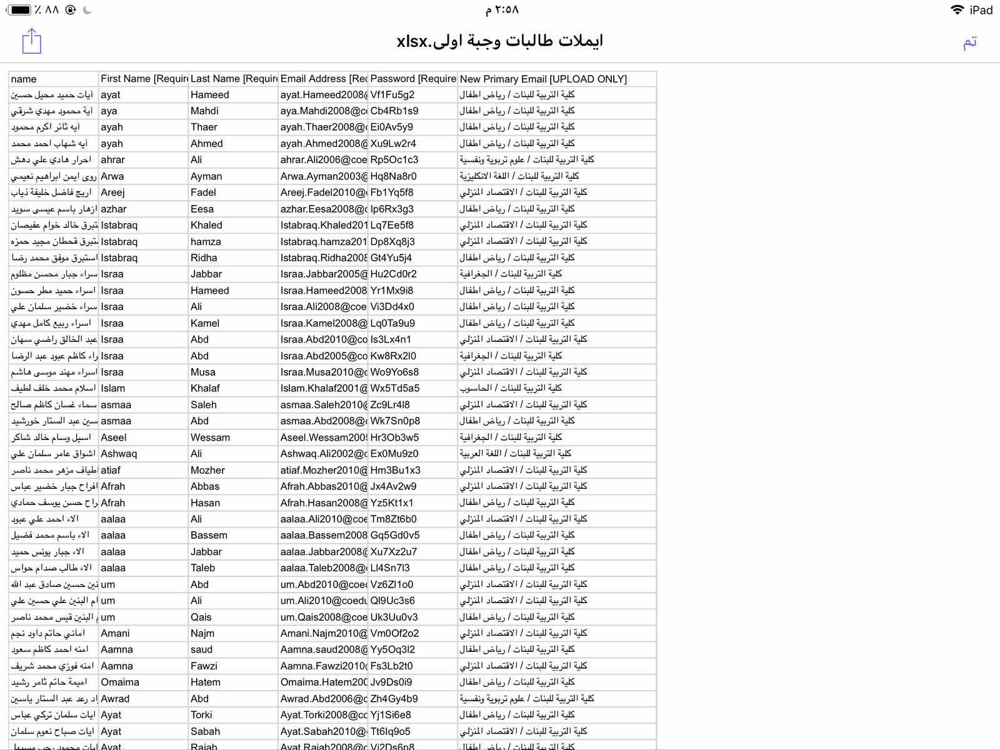 ٪ ٨٨ ٢:٥٨ م iPad
ايملات طالبات وجبة اولى.xlsx تم
name First Name [Requir Last Name [Requir Email Address [Rec Password [Require New Primary Email [UPLOAD ONLY]
آيات حميد محيل حسين ayat Hameed ayat.Hameed2008@ Vf1Fu5g2 كلية التربية للبنات / رياض اطفال
آية محمود مهدي شرقي aya Mahdi aya.Mahdi2008@c Cb4Rb1s9 كلية التربية للبنات / رياض اطفال
آيه ثائر اكرم محمود ayah Thaer ayah.Thaer2008@ Ei0Av5y9 كلية التربية للبنات / رياض اطفال
آيه شهاب احمد محمد ayah Ahmed ayah.Ahmed2008@ Xu9Lw2r4 كلية التربية للبنات / رياض اطفال
احرار هادي علي دهش ahrar Ali ahrar.Ali2006@coe Rp5Oc1c3 كلية التربية للبنات / علوم تربوية ونفسية
روى ايمن ابراهيم نعيمي Arwa Ayman Arwa.Ayman2003@ Hq8Na8r0 كلية التربية للبنات / اللغة الانكليزية
اريج فاضل خليفة ذياب Areej Fadel Areej.Fadel2010@ Fb1Yq5f8 كلية التربية للبنات / الاقتصاد المنزلي
ازهار باسم عيسى سويد azhar Eesa azhar.Eesa2008@ Ip6Rx3g3 كلية التربية للبنات / رياض اطفال
تبرق خالد خوام عفيصان Istabraq Khaled Istabraq.Khaled201 Lq7Ee5f8 كلية التربية للبنات / الاقتصاد المنزلي
تبرق قحطان مجيد حمزه Istabraq hamza Istabraq.hamza201 Dp8Xq8j3 كلية التربية للبنات / الاقتصاد المنزلي
استبرق موفق محمد رضا Istabraq Ridha Istabraq.Ridha2008 Gt4Yu5j4 كلية التربية للبنات / رياض اطفال
سراء جبار محسن مظلوم Israa Jabbar Israa.Jabbar2005@ Hu2Cd0r2 كلية التربية للبنات / الجغرافية
اسراء حميد مطر حسون Israa Hameed Israa.Hameed2008 Yr1Mx9i8 كلية التربية للبنات / رياض اطفال
سراء خضير سلمان علي Israa Ali Israa.Ali2008@coe Vi3Dd4x0 كلية التربية للبنات / رياض اطفال
اسراء ربيع كامل مهدي Israa Kamel Israa.Kamel2008@ Lq0Ta9u9 كلية التربية للبنات / رياض اطفال
عبد الخالق راضي سهان Israa Abd Israa.Abd2010@co Is3Lx4n1 كلية التربية للبنات / الاقتصاد المنزلي
راء كاظم عبود عبد الرضا Israa Abd Israa.Abd2005@co Kw8Rx2l0 كلية التربية للبنات / الجغرافية
اسراء مهند موسى هاشم Israa Musa Israa.Musa2010@c Wo9Yo6s8 كلية التربية للبنات / الاقتصاد المنزلي
اسلام محمد خلف لطيف Islam Khalaf Islam.Khalaf2001@ Wx5Td5a5 كلية التربية للبنات / الحاسوب
سماء غسان كاظم صالح asmaa Saleh asmaa.Saleh2010@ Zc9Lr4l8 كلية التربية للبنات / الاقتصاد المنزلي
سين عبد الستار خورشيد asmaa Abd asmaa.Abd2008@ Wk7Sn0p8 كلية التربية للبنات / رياض اطفال
اسيل وسام خالد شاكر Aseel Wessam Aseel.Wessam2005 Hr3Ob3w5 كلية التربية للبنات / الجغرافية
اشواق عامر سلمان علي Ashwaq Ali Ashwaq.Ali2002@c Ex0Mu9z0 كلية التربية للبنات / اللغة العربية
اطياف مزهر محمد ناصر atiaf Mozher atiaf.Mozher2010@ Hm3Bu1x3 كلية التربية للبنات / الاقتصاد المنزلي
افراح جبار خضير عباس Afrah Abbas Afrah.Abbas2010@ Jx4Av2w9 كلية التربية للبنات / الاقتصاد المنزلي
راح حسن يوسف حمادي Afrah Hasan Afrah.Hasan2008@ Yz5Kt1x1 كلية التربية للبنات / رياض اطفال
الاء احمد علي عبود aalaa Ali aalaa.Ali2010@coe Tm8Zt6b0 كلية التربية للبنات / الاقتصاد المنزلي
الاء باسم محمد فضيل aalaa Bassem aalaa.Bassem2008 Gq5Gd0v5 كلية التربية للبنات / رياض اطفال
الاء جبار يونس حميد aalaa Jabbar aalaa.Jabbar2008@ Xu7Xz2u7 كلية التربية للبنات / رياض اطفال
الاء طالب صدام حواس aalaa Taleb aalaa.Taleb2008@ Ll4Sn7l3 كلية التربية للبنات / رياض اطفال
نين حسين صادق عبد الله um Abd um.Abd2010@coed Vz6Zl1o0 كلية التربية للبنات / الاقتصاد المنزلي
ام البنين علي حسين علي um Ali um.Ali2010@coedu Ql9Uc3s6 كلية التربية للبنات / الاقتصاد المنزلي
م البنين قيس محمد ناصر um Qais um.Qais2008@coe Uk3Uu0v3 كلية التربية للبنات / رياض اطفال
اماني حاتم داود نجم Amani Najm Amani.Najm2010@ Vm0Of2o2 كلية التربية للبنات / الاقتصاد المنزلي
امنه احمد كاظم سعود Aamna saud Aamna.saud2008@ Yy5Oq3l2 كلية التربية للبنات / رياض اطفال
امنه فوزي محمد شريف Aamna Fawzi Aamna.Fawzi2010@ Fs3Lb2t0 كلية التربية للبنات / الاقتصاد المنزلي
اميمة حاتم ثامر رشيد Omaima Hatem Omaima.Hatem200 Jv9Ds0i9 كلية التربية للبنات / رياض اطفال
اد رعد عبد الستار ياسين Awrad Abd Awrad.Abd2006@c Zh4Gy4b9 كلية التربية للبنات / علوم تربوية ونفسية
ايات سلمان تركي عباس Ayat Torki Ayat.Torki2008@cc Yj1Si6e8 كلية التربية للبنات / رياض اطفال
ايات صباح نعوم سلمان Ayat Sabah Ayat.Sabah2010@ Tt6Iq9o5 كلية التربية للبنات / الاقتصاد المنزلي
ايات محمود رجب Ayat Rajab Ayat.Rajab2008@c Vi2Ds6p8 كلية التربية للبنات / رياض اطفال